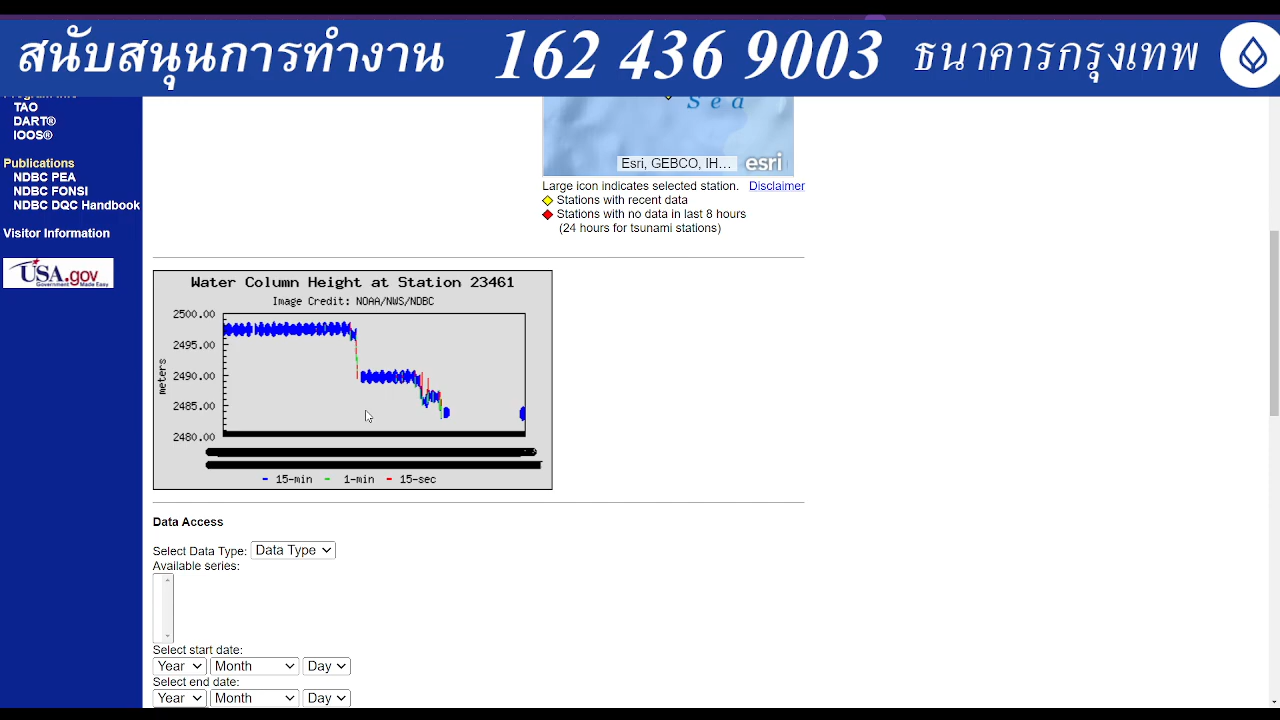 สนับสนุนการทำงาน 162 436 9003 ธนาคารกรุงเทพ
TAO
DART®
IOOS®
Publications
NDBC PEA
NDBC FONSI
NDBC DQC Handbook
Visitor Information
USA.gov
Government Made Easy
Sea
Esri, GEBCO, IH... esri
Large icon indicates selected station. Disclaimer
Stations with recent data
Stations with no data in last 8 hours
(24 hours for tsunami stations)
Water Column Height at Station 23461
Image Credit: NOAA/NWS/NDBC
2500.00
2495.00
2490.00
2485.00
2480.00
meters
15-min 1-min 15-sec
Data Access
Select Data Type: Data Type
Available series:
Select start date:
Year Month Day
Select end date:
Year Month Day